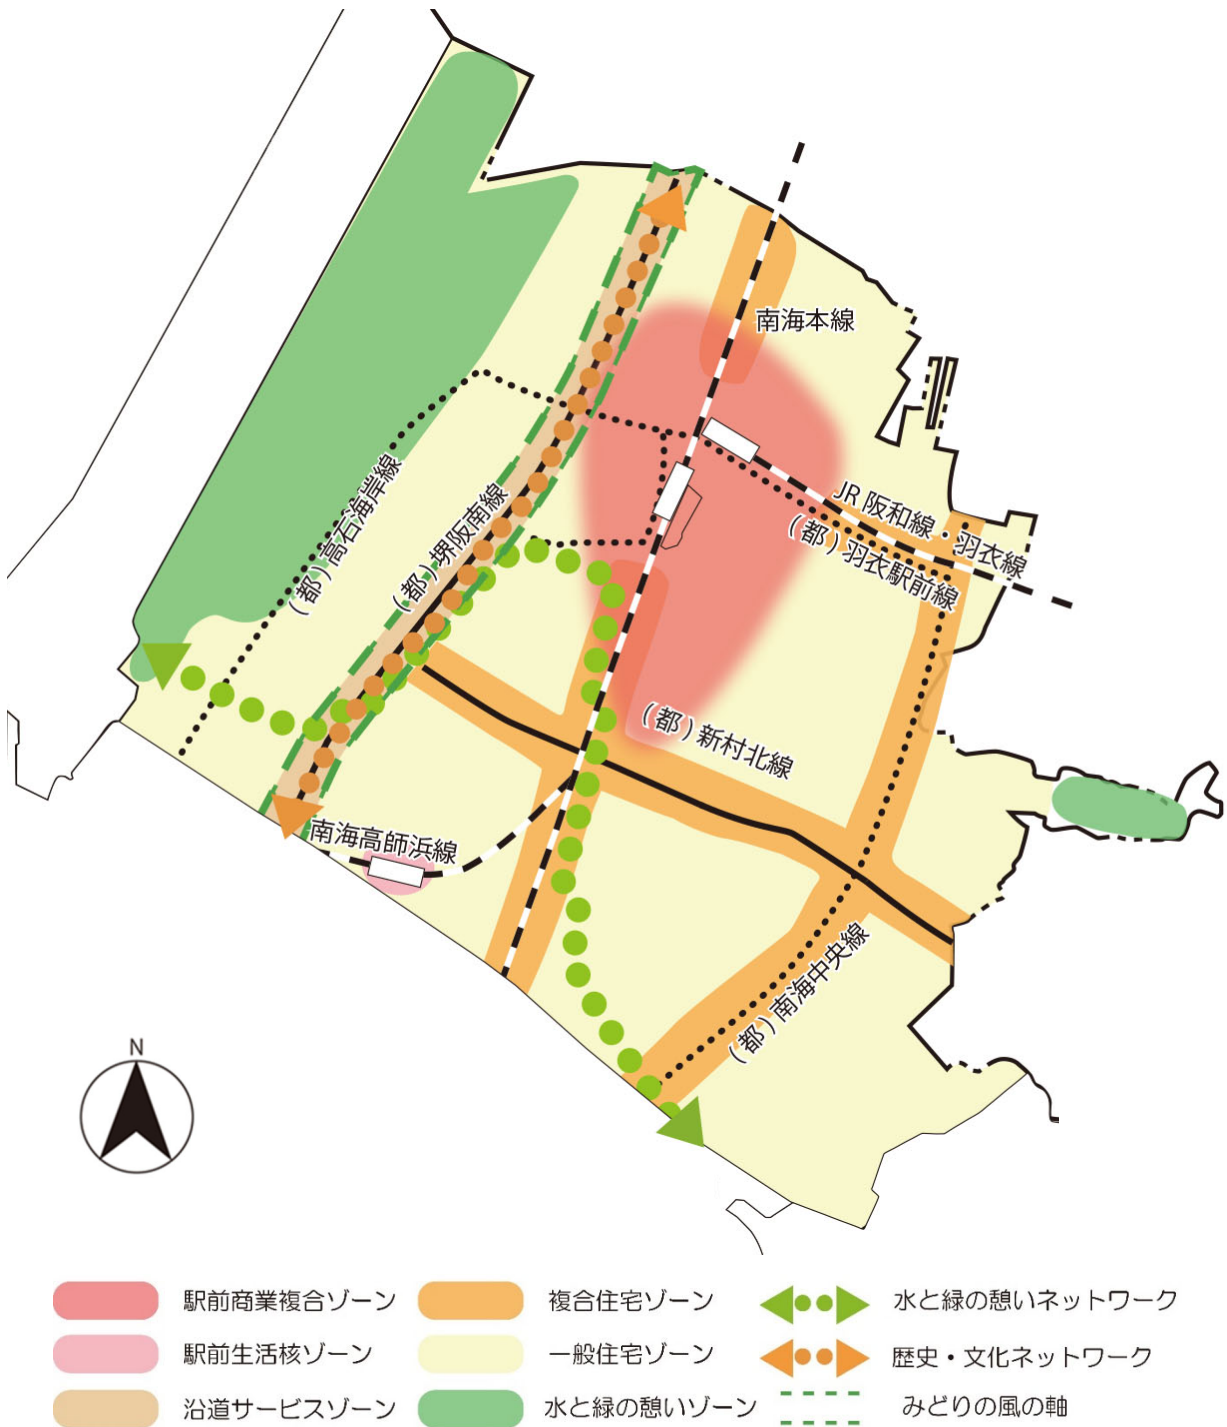 南海本線
JR阪和線・羽衣線
(都)羽衣駅前線
(都)高石海岸線
(都)堺阪南線
(都)新村北線
南海高師浜線
(都)南海中央線
N
駅前商業複合ゾーン
複合住宅ゾーン
水と緑の憩いネットワーク
駅前生活核ゾーン
一般住宅ゾーン
歴史・文化ネットワーク
沿道サービスゾーン
水と緑の憩いゾーン
みどりの風の軸